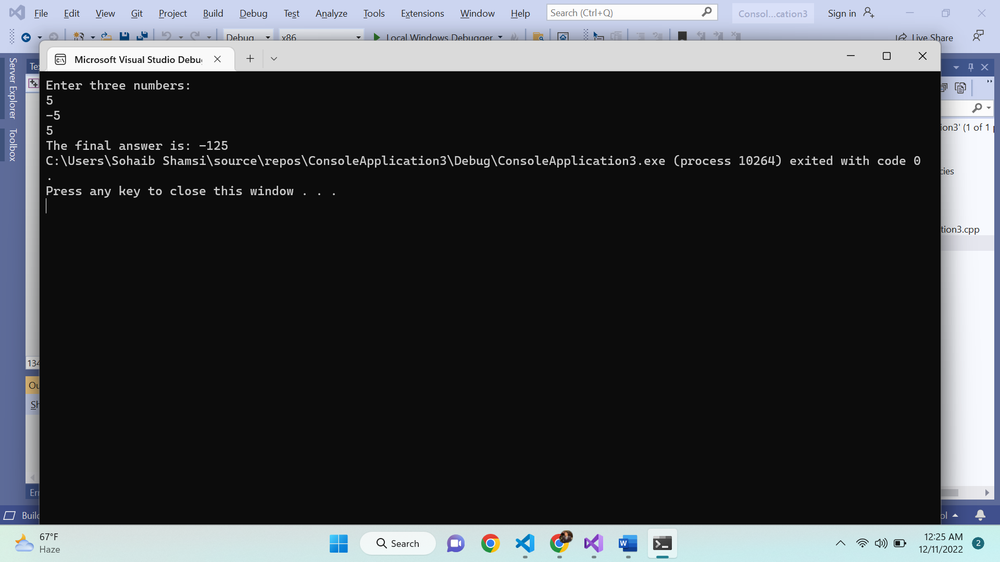 File Edit View Git Project Build Debug Test Analyze Tools Extensions Window Help Search (Ctrl+Q) Consol...cation3 Sign in
Debug x86 Local Windows Debugger Live Share
Microsoft Visual Studio Debu
Server Explorer
Toolbox
Enter three numbers:
5
-5
5
The final answer is: -125
C:\Users\Sohaib Shamsi\source\repos\ConsoleApplication3\Debug\ConsoleApplication3.exe (process 10264) exited with code 0
.
Press any key to close this window . . .
ion3' (1 of 1
cies
tion3.cpp
134
Ou
Sh
Err
Build
ol
67°F
Haze
Search
12:25 AM
12/11/2022
2